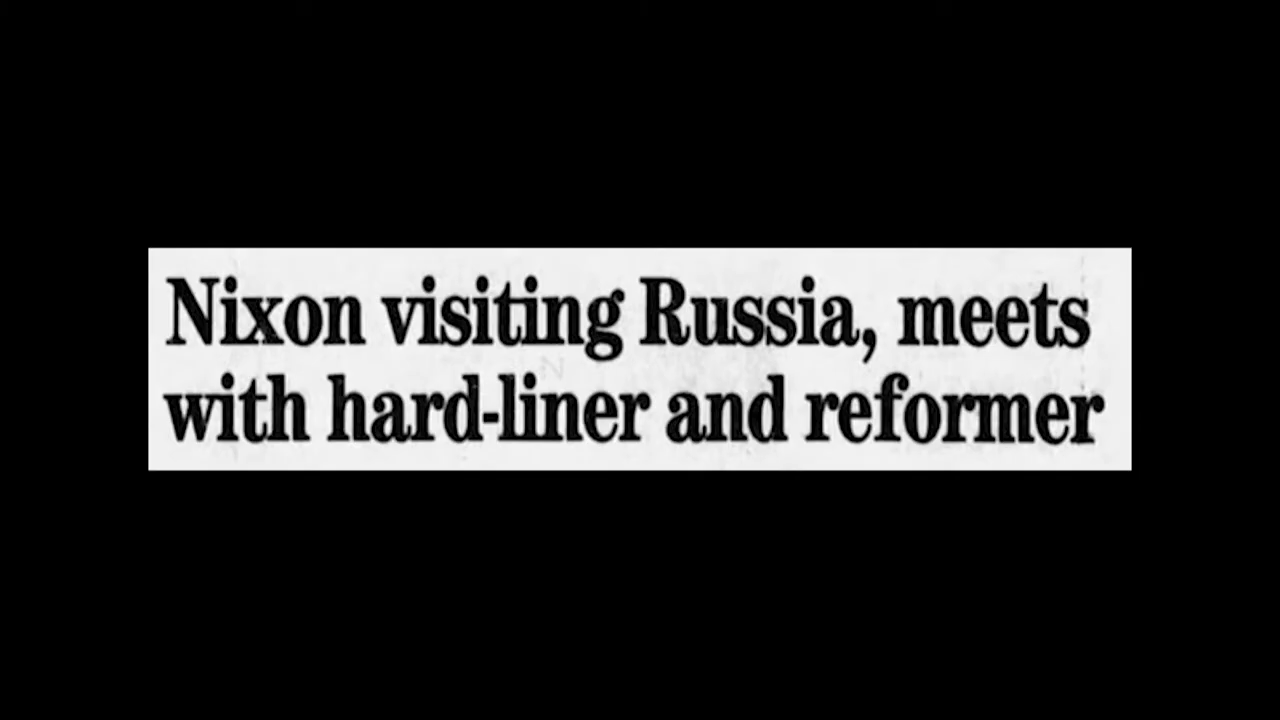 Nixon visiting Russia, meets
with hard-liner and reformer